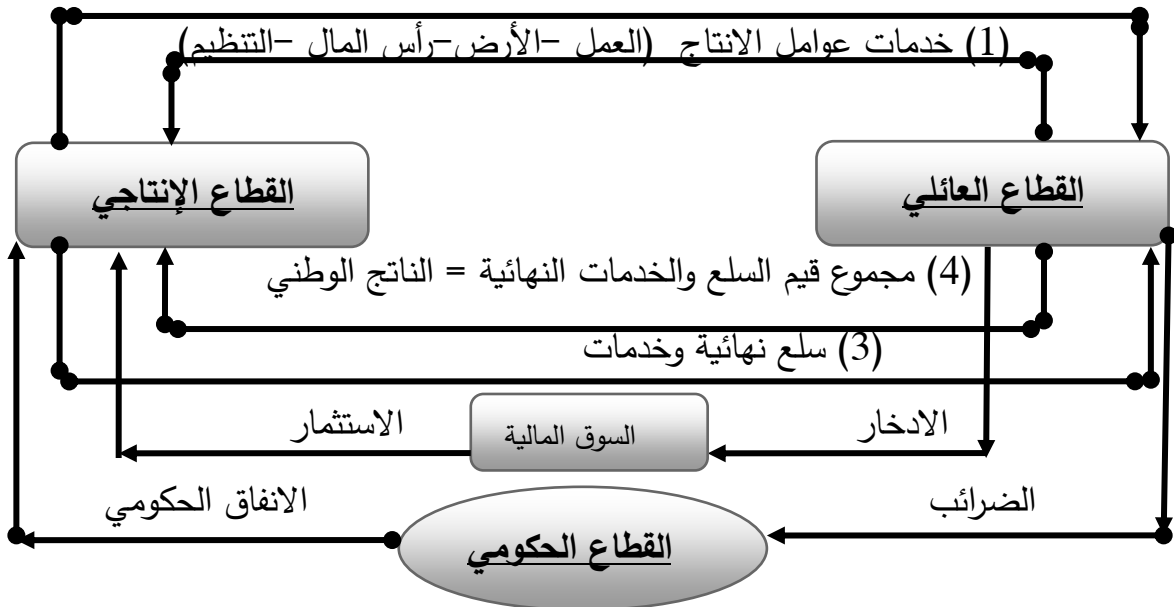 (1) خدمات عوامل الانتاج (العمل -الأرض-رأس المال -التنظيم)
القطاع العائلي
القطاع الإنتاجي
(4) مجموع قيم السلع والخدمات النهائية = الناتج الوطني
(3) سلع نهائية وخدمات
الادخار
السوق المالية
الاستثمار
الضرائب
الانفاق الحكومي
القطاع الحكومي